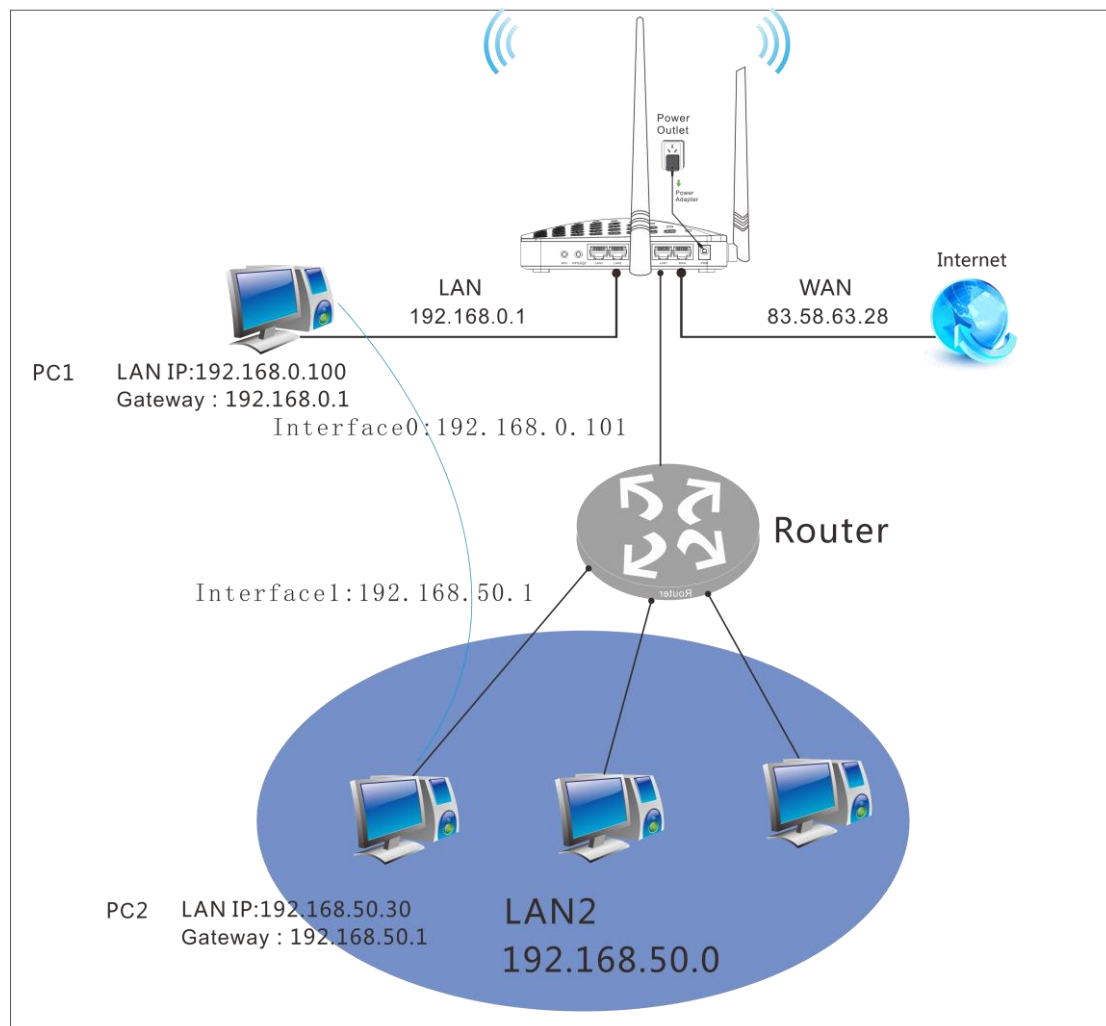 Power
Outlet
Power
Adapter
Internet
LAN
192.168.0.1
WAN
83.58.63.28
PC1
LAN IP:192.168.0.100
Gateway : 192.168.0.1
Interface0:192.168.0.101
Router
Interface1:192.168.50.1
Router
PC2
LAN IP:192.168.50.30
Gateway : 192.168.50.1
LAN2
192.168.50.0